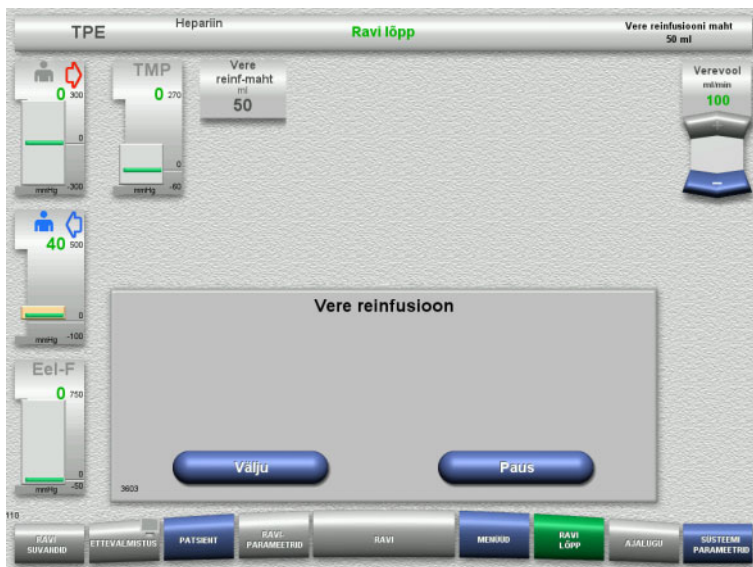 TPE
Hepariin
Ravi lõpp
Vere reinfusiooni maht
50 ml
0 300
0
mmHg -300
TMP
0 270
0
mmHg -60
Vere
reinf-maht
ml
50
Verevool
ml/min
100
+
–
40 500
0
-100
mmHg
Eel-F
0 750
0
mmHg -50
Vere reinfusioon
Välju
Paus
3603
110
RAVI
SUVANDID
ETTEVALMISTUS
PATSIENT
RAVI-
PARAMEETRID
RAVI
MENÜÜD
RAVI
LÕPP
AJALUGU
SÜSTEEMI
PARAMEETRID